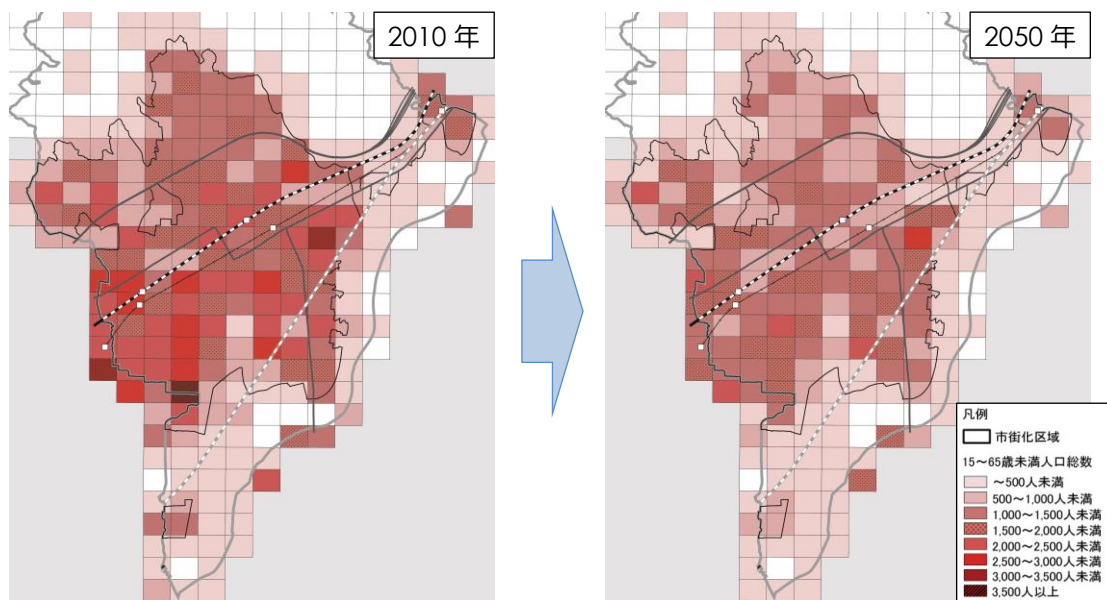 2010 年
2050 年
凡例
市街化区域
15～65歳未満人口総数
～500人未満
500～1,000人未満
1,000～1,500人未満
1,500～2,000人未満
2,000～2,500人未満
2,500～3,000人未満
3,000～3,500人未満
3,500人以上